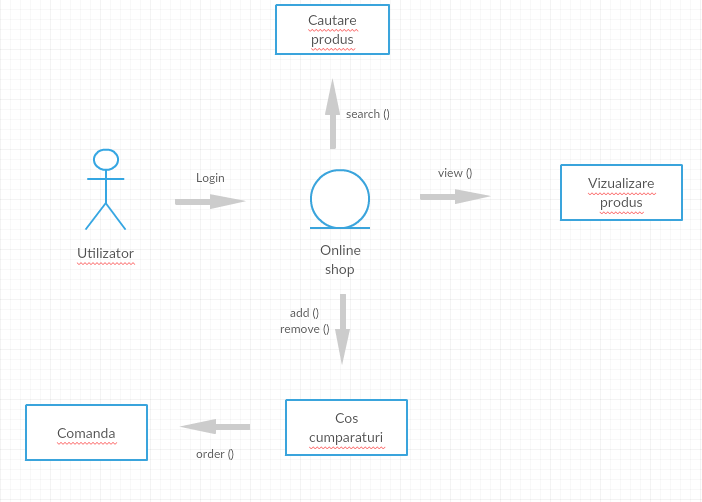 Cautare
produs
search ()
Login
view ()
Vizualizare
produs
Utilizator
Online
shop
add ()
remove ()
Cos
cumparaturi
Comanda
order ()